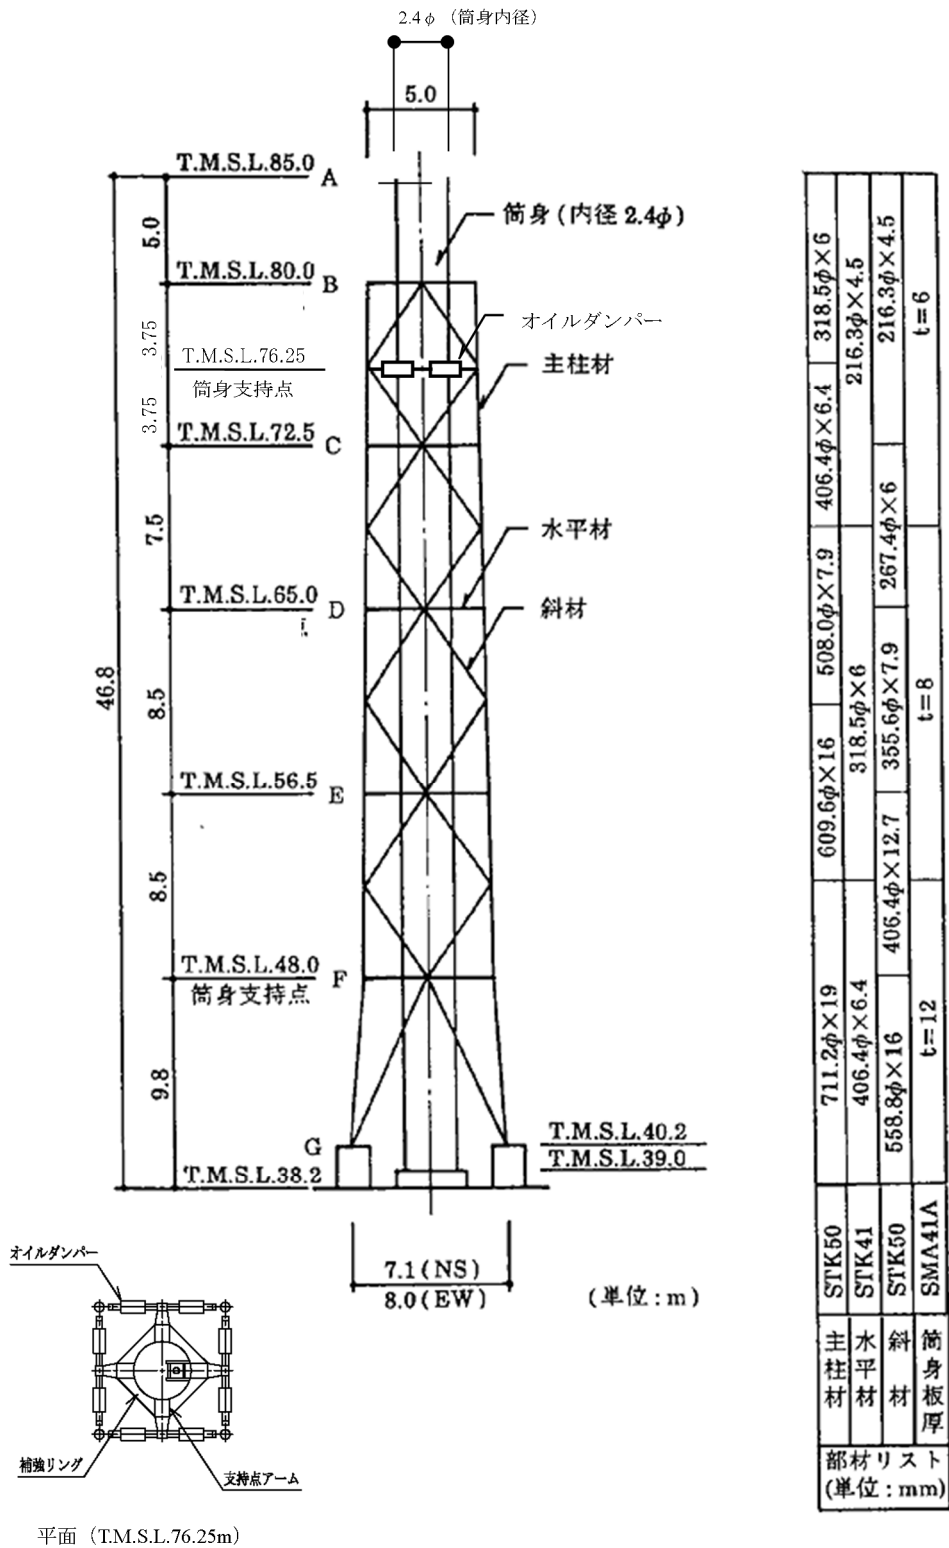 2.4φ（筒身内径）
5.0
T.M.S.L.85.0
A
筒身(内径 2.4φ)
5.0
T.M.S.L.80.0
B
オイルダンパー
3.75
T.M.S.L.76.25
筒身支持点
主柱材
3.75
T.M.S.L.72.5
C
7.5
水平材
T.M.S.L.65.0
D
斜材
46.8
8.5
T.M.S.L.56.5
E
8.5
T.M.S.L.48.0
F
筒身支持点
9.8
G
T.M.S.L.40.2
T.M.S.L.39.0
T.M.S.L.38.2
7.1(NS)
8.0(EW)
(単位:m)
318.5φ×6
406.4φ×6.4
508.0φ×7.9
609.6φ×16
711.2φ×19
STK50
主柱材
216.3φ×4.5
318.5φ×6
406.4φ×6.4
STK41
水平材
216.3φ×4.5
267.4φ×6
355.6φ×7.9
406.4φ×12.7
558.8φ×16
STK50
斜材
t=6
t=8
t=12
SMA41A
筒身板厚
部材リスト
(単位:mm)
オイルダンパー
補強リング
支持点アーム
平面（T.M.S.L.76.25m）